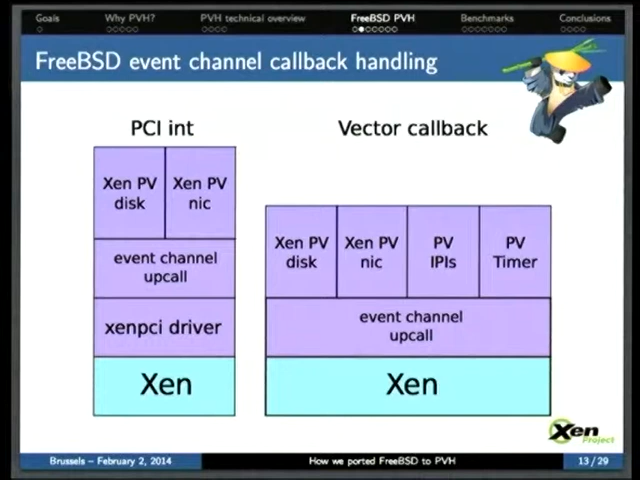 Goals
Why PVH?
PVH technical overview
FreeBSD PVH
Benchmarks
Conclusions
FreeBSD event channel callback handling
PCI int
Vector callback
Xen PV
disk
Xen PV
nic
event channel
upcall
xenpci driver
Xen
Xen PV
disk
Xen PV
nic
PV
IPIs
PV
Timer
event channel
upcall
Xen
Xen
Project
Brussels – February 2, 2014
How we ported FreeBSD to PVH
13 / 29